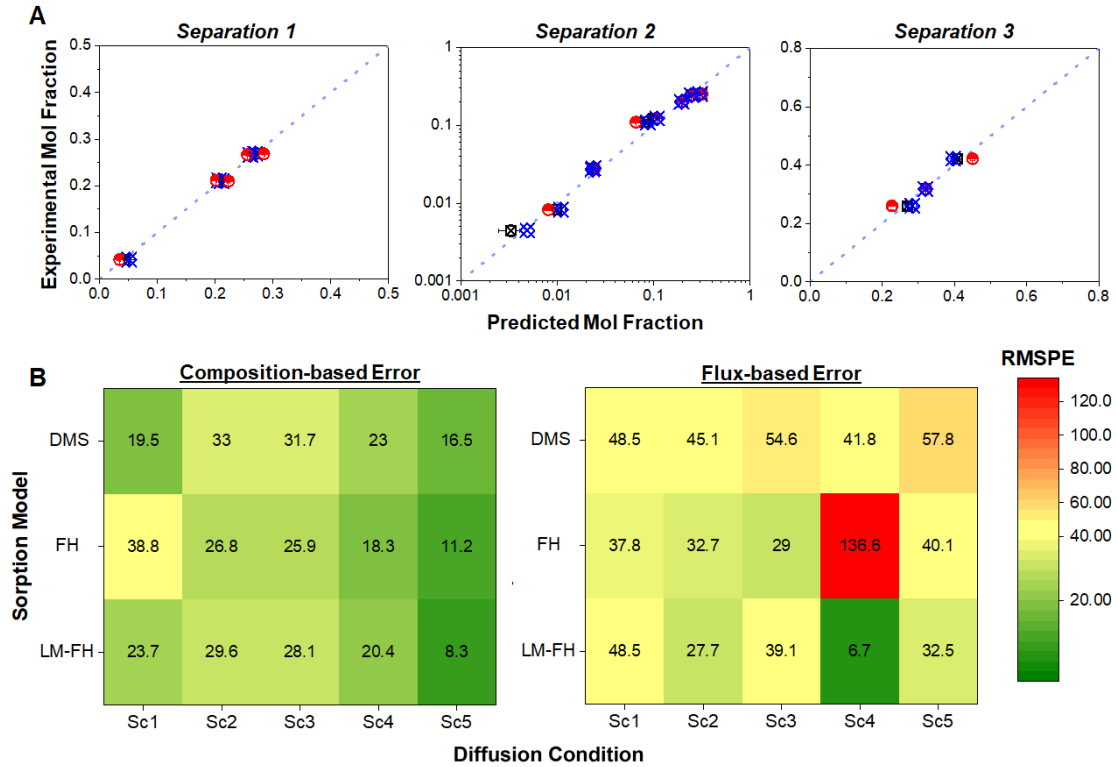 A
Separation 1
Separation 2
Separation 3
Experimental Mol Fraction
0.5
0.4
0.3
0.2
0.1
0.0
0.0
0.1
0.2
0.3
0.4
0.5
1
0.1
0.01
0.001
0.001
0.01
0.1
1
0.8
0.6
0.4
0.2
0.0
0.0
0.2
0.4
0.6
0.8
Predicted Mol Fraction
B
Composition-based Error
Flux-based Error
RMSPE
Sorption Model
DMS
19.5 33 31.7 23 16.5
48.5 45.1 54.6 41.8 57.8
FH
38.8 26.8 25.9 18.3 11.2
37.8 32.7 29 136.6 40.1
LM-FH
23.7 29.6 28.1 20.4 8.3
48.5 27.7 39.1 6.7 32.5
DMS
FH
LM-FH
120.0
100.0
80.00
60.00
40.00
20.00
Sc1 Sc2 Sc3 Sc4 Sc5
Sc1 Sc2 Sc3 Sc4 Sc5
Diffusion Condition